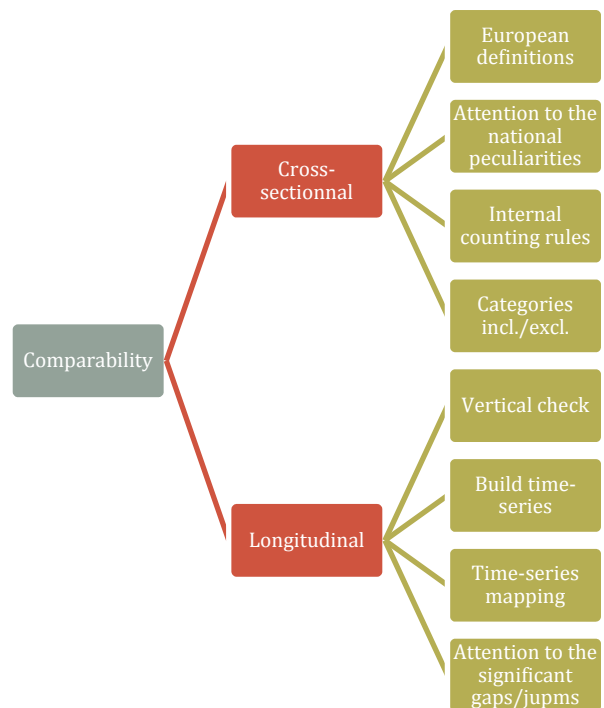 European
definitions
Attention to the
national
peculiarities
Cross-
sectionnal
Internal
counting rules
Categories
incl./excl.
Comparability
Vertical check
Build time-
series
Longitudinal
Time-series
mapping
Attention to the
significant
gaps/jupms